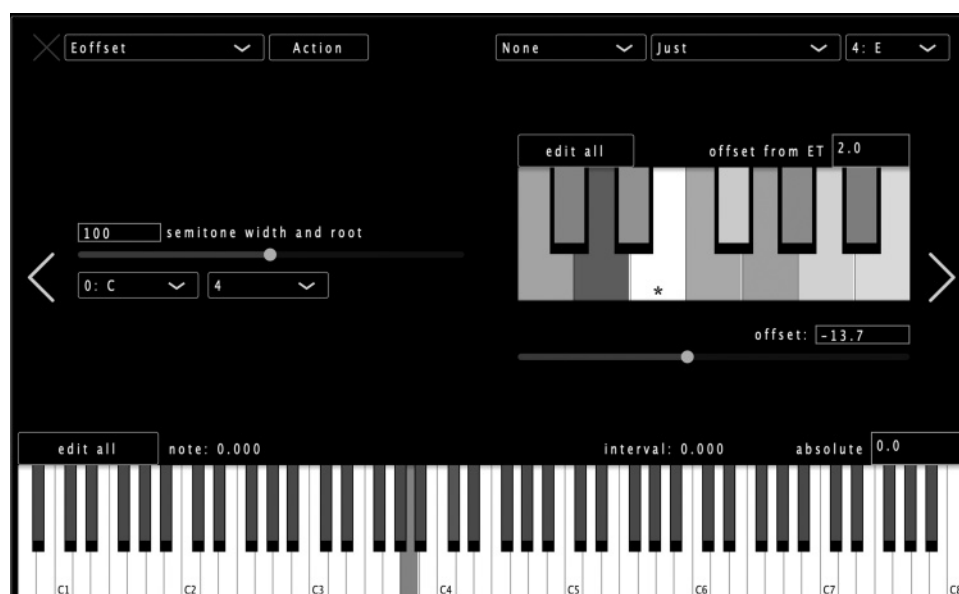 Eoffset Action None Just 4: E
edit all offset from ET 2.0
100 semitone width and root
0: C 4
*
offset: -13.7
edit all note: 0.000 interval: 0.000 absolute 0.0
C1 C2 C3 C4 C5 C6 C7 C8